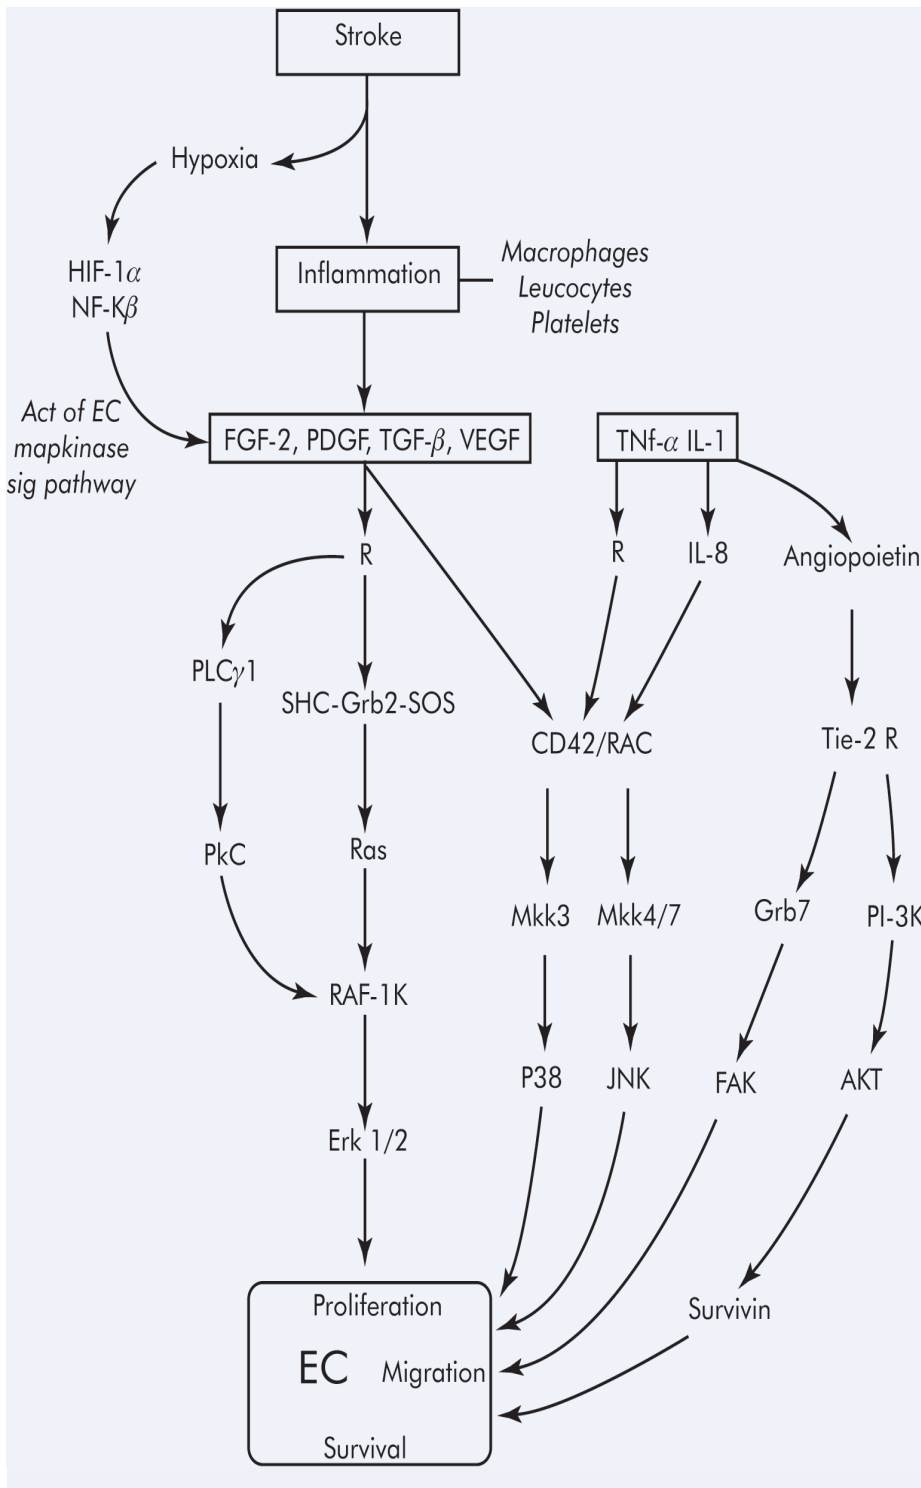 Stroke
Hypoxia
Macrophages
Leucocytes
Platelets
Inflammation
HIF-1α
NF-Kβ
Act of EC
mapkinase
sig pathway
FGF-2, PDGF, TGF-β, VEGF
TNf-α IL-1
R
R
IL-8
Angiopoietin
PLCγ1
SHC-Grb2-SOS
CD42/RAC
Tie-2 R
PkC
Ras
Mkk3
Mkk4/7
Grb7
PI-3K
RAF-1K
P38
JNK
FAK
AKT
Erk 1/2
Survivin
Proliferation
EC
Migration
Survival